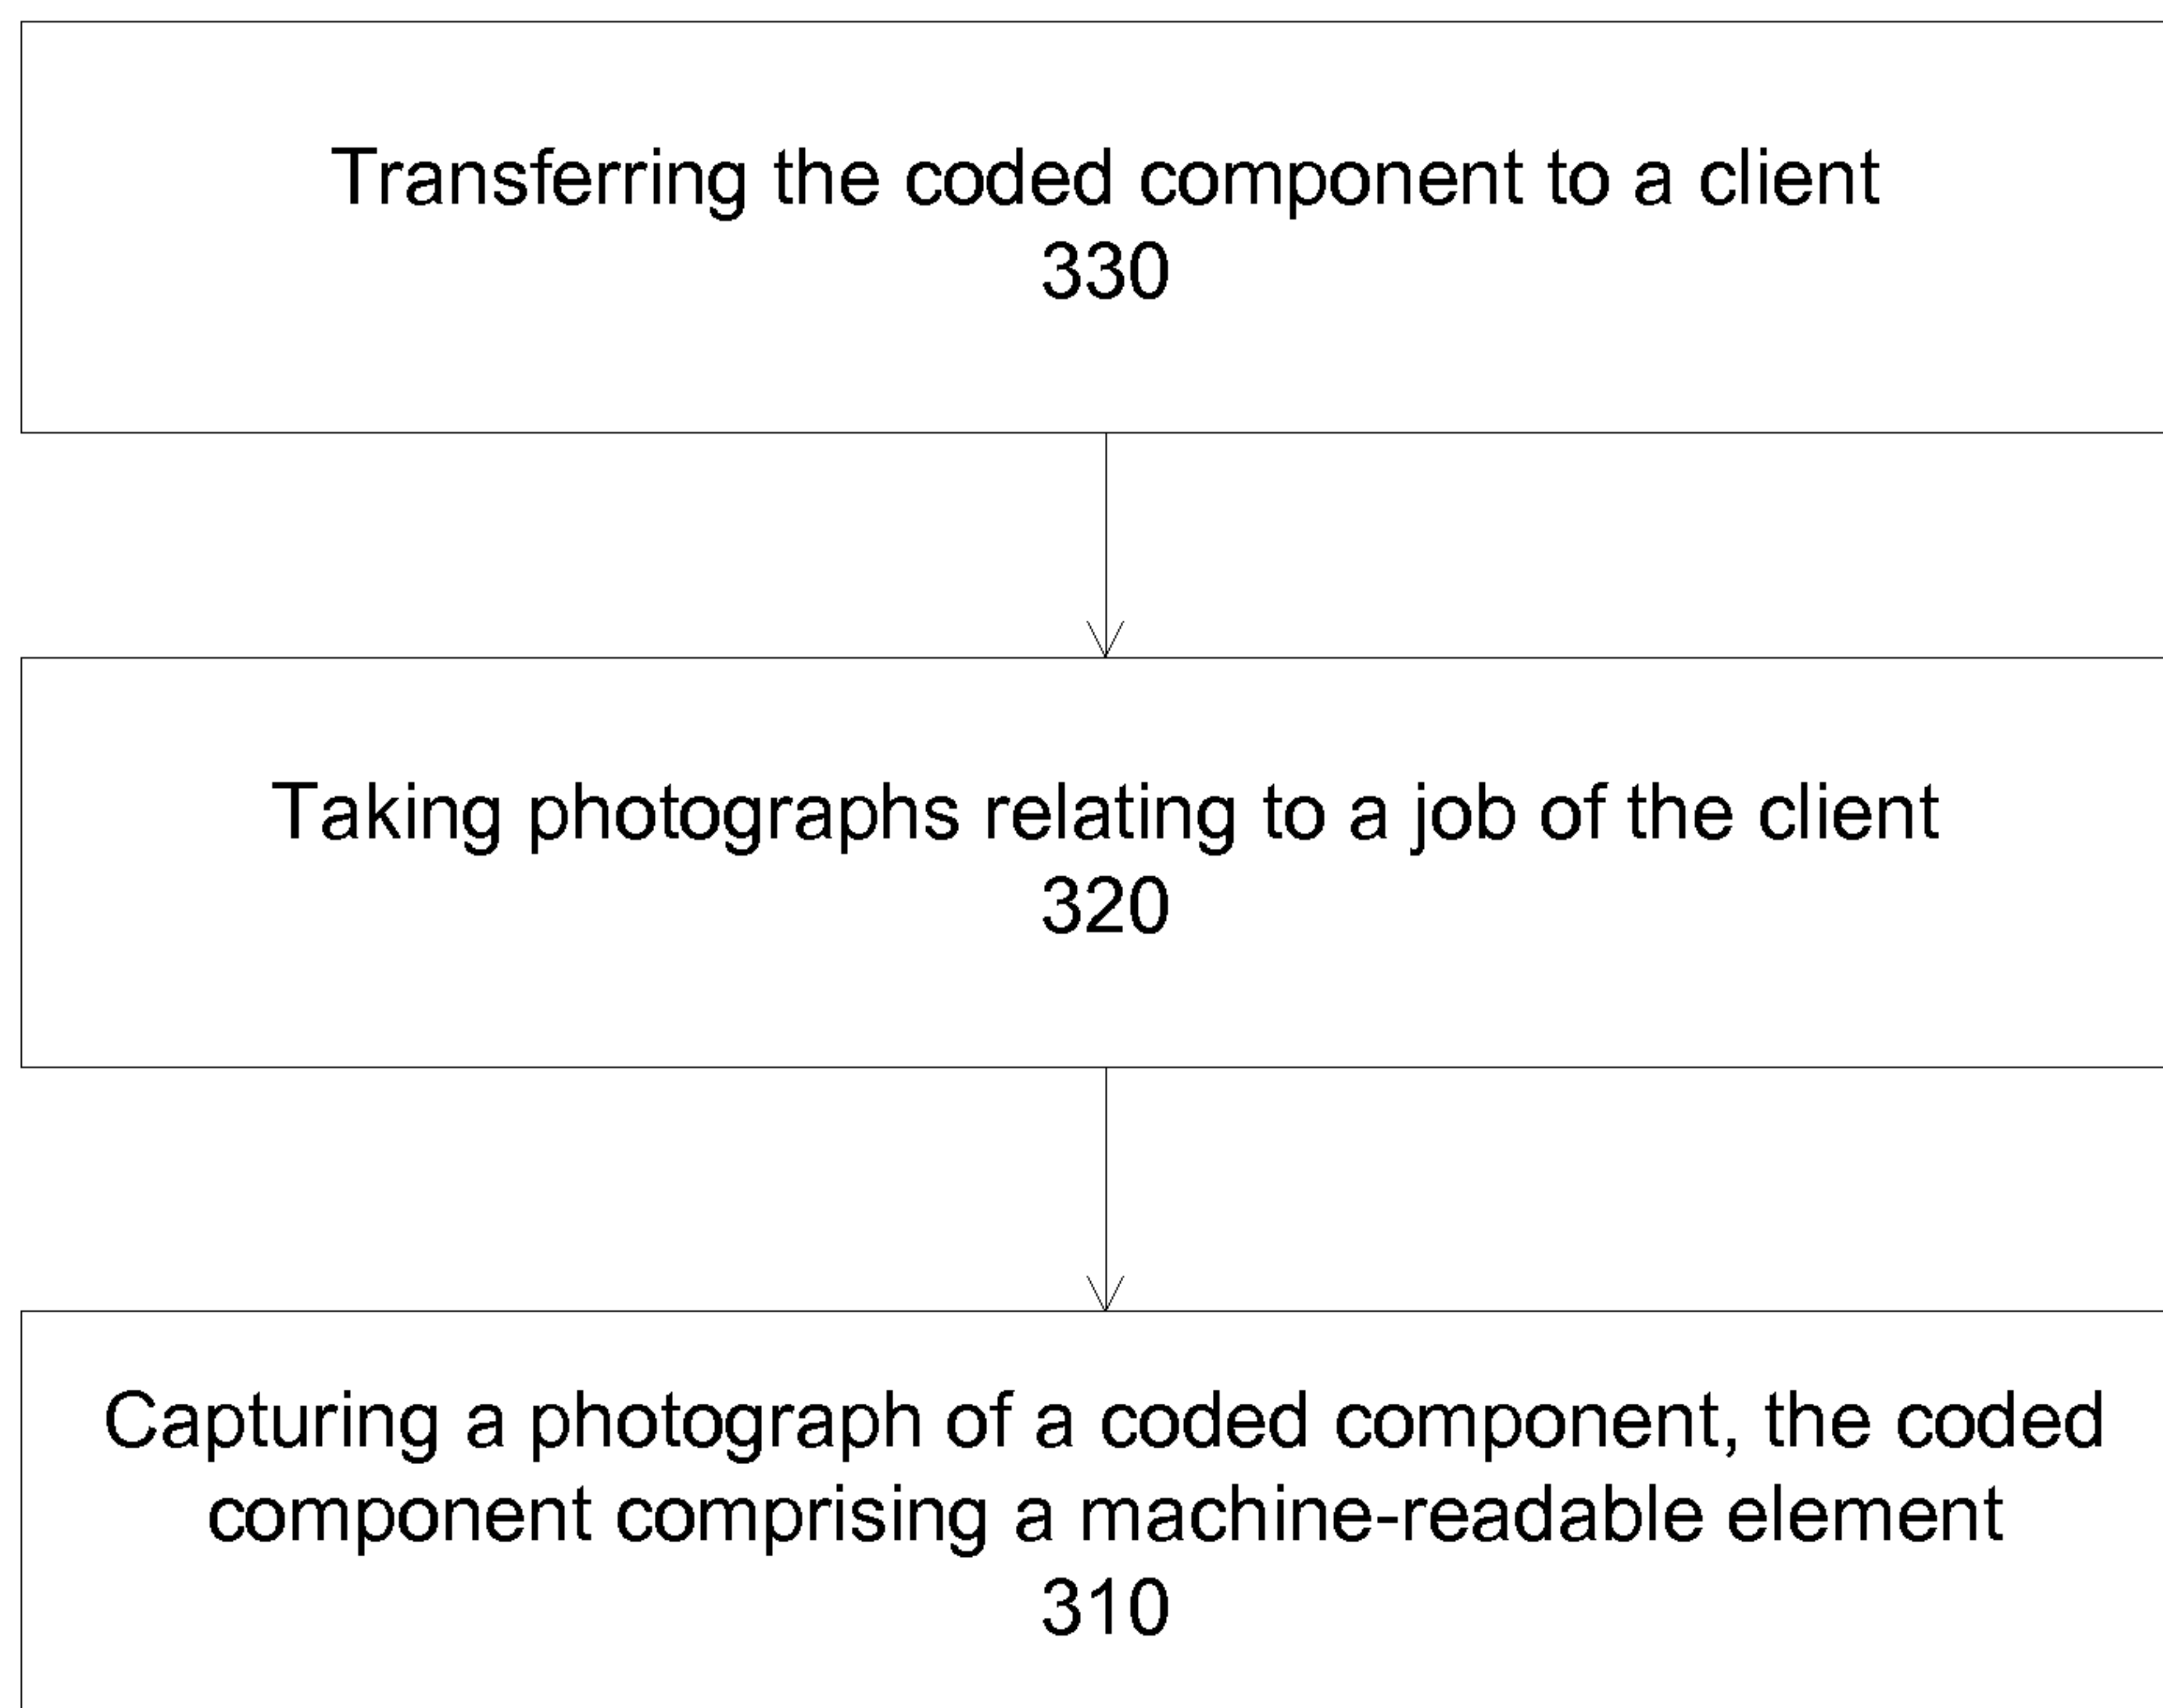 Transferring the coded component to a client
330
Taking photographs relating to a job of the client
320
Capturing a photograph of a coded component, the coded
component comprising a machine-readable element
310